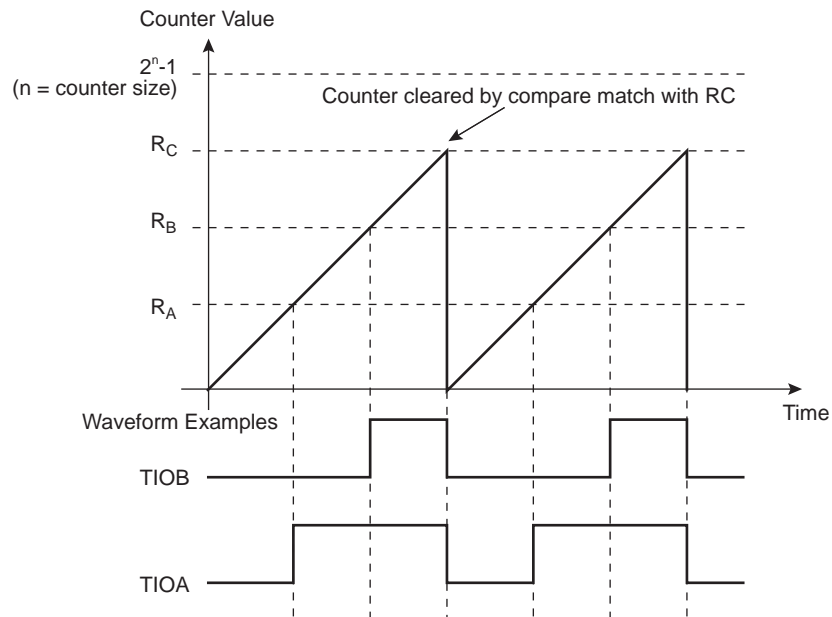 Counter Value
2ⁿ-1
(n = counter size)
Counter cleared by compare match with RC
R_C
R_B
R_A
Time
Waveform Examples
TIOB
TIOA